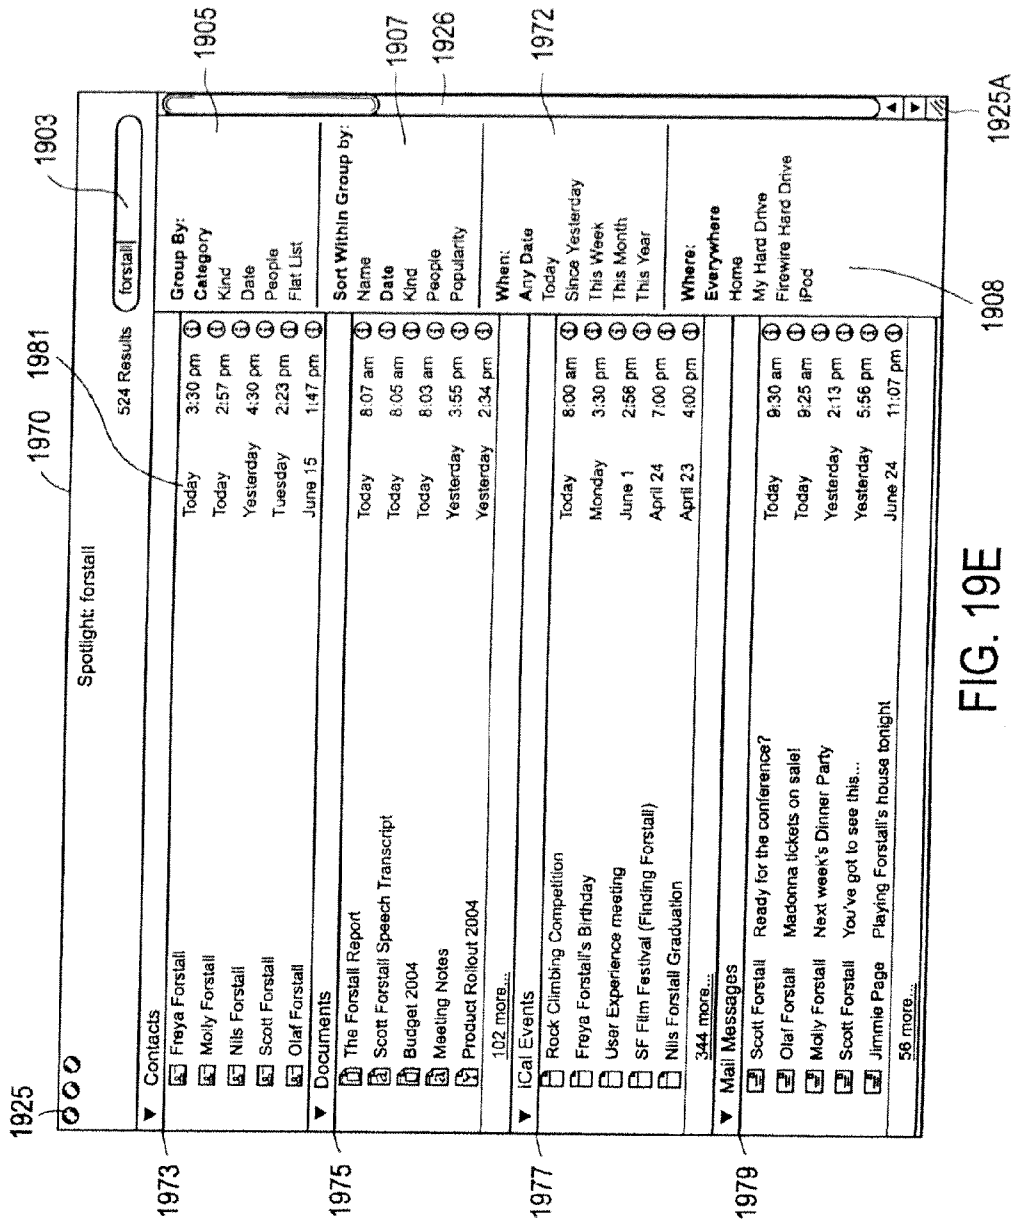 1925
1970
1981
1903
1905
1907
1926
1972
1908
1925A
1973
1975
1977
1979
Spotlight: forstall
524 Results
forstall
Contacts
Freya Forstall Today 3:30 pm
Molly Forstall Today 2:57 pm
Nils Forstall Yesterday 4:30 pm
Scott Forstall Tuesday 2:23 pm
Olaf Forstall June 15 1:47 pm
Documents
The Forstall Report Today 8:07 am
Scott Forstall Speech Transcript Today 8:05 am
Budget 2004 Today 8:03 am
Meeting Notes Yesterday 3:55 pm
Product Rollout 2004 Yesterday 2:34 pm
102 more...
iCal Events
Rock Climbing Competition Today 8:00 am
Freya Forstall's Birthday Monday 3:30 pm
User Experience meeting June 1 2:56 pm
SF Film Festival (Finding Forstall) April 24 7:00 pm
Nils Forstall Graduation April 23 4:00 pm
344 more...
Mail Messages
Scott Forstall Ready for the conference? Today 9:30 am
Olaf Forstall Madonna tickets on sale! Today 9:25 am
Molly Forstall Next week's Dinner Party Yesterday 2:13 pm
Scott Forstall You've got to see this... Yesterday 5:56 pm
Jimmie Page Playing Forstall's house tonight June 24 11:07 pm
56 more...
Group By:
Category
Kind
Date
People
Flat List
Sort Within Group by:
Name
Date
Kind
People
Popularity
When:
Any Date
Today
Since Yesterday
This Week
This Month
This Year
Where:
Everywhere
Home
My Hard Drive
Firewire Hard Drive
iPod
FIG. 19E